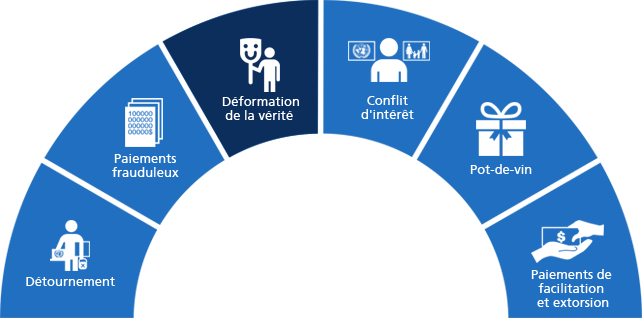 Détournement
Paiements
frauduleux
100000
000000
000000
00000$
Déformation
de la vérité
Conflit
d'intérêt
Pot-de-vin
$
Paiements de
facilitation
et extorsion